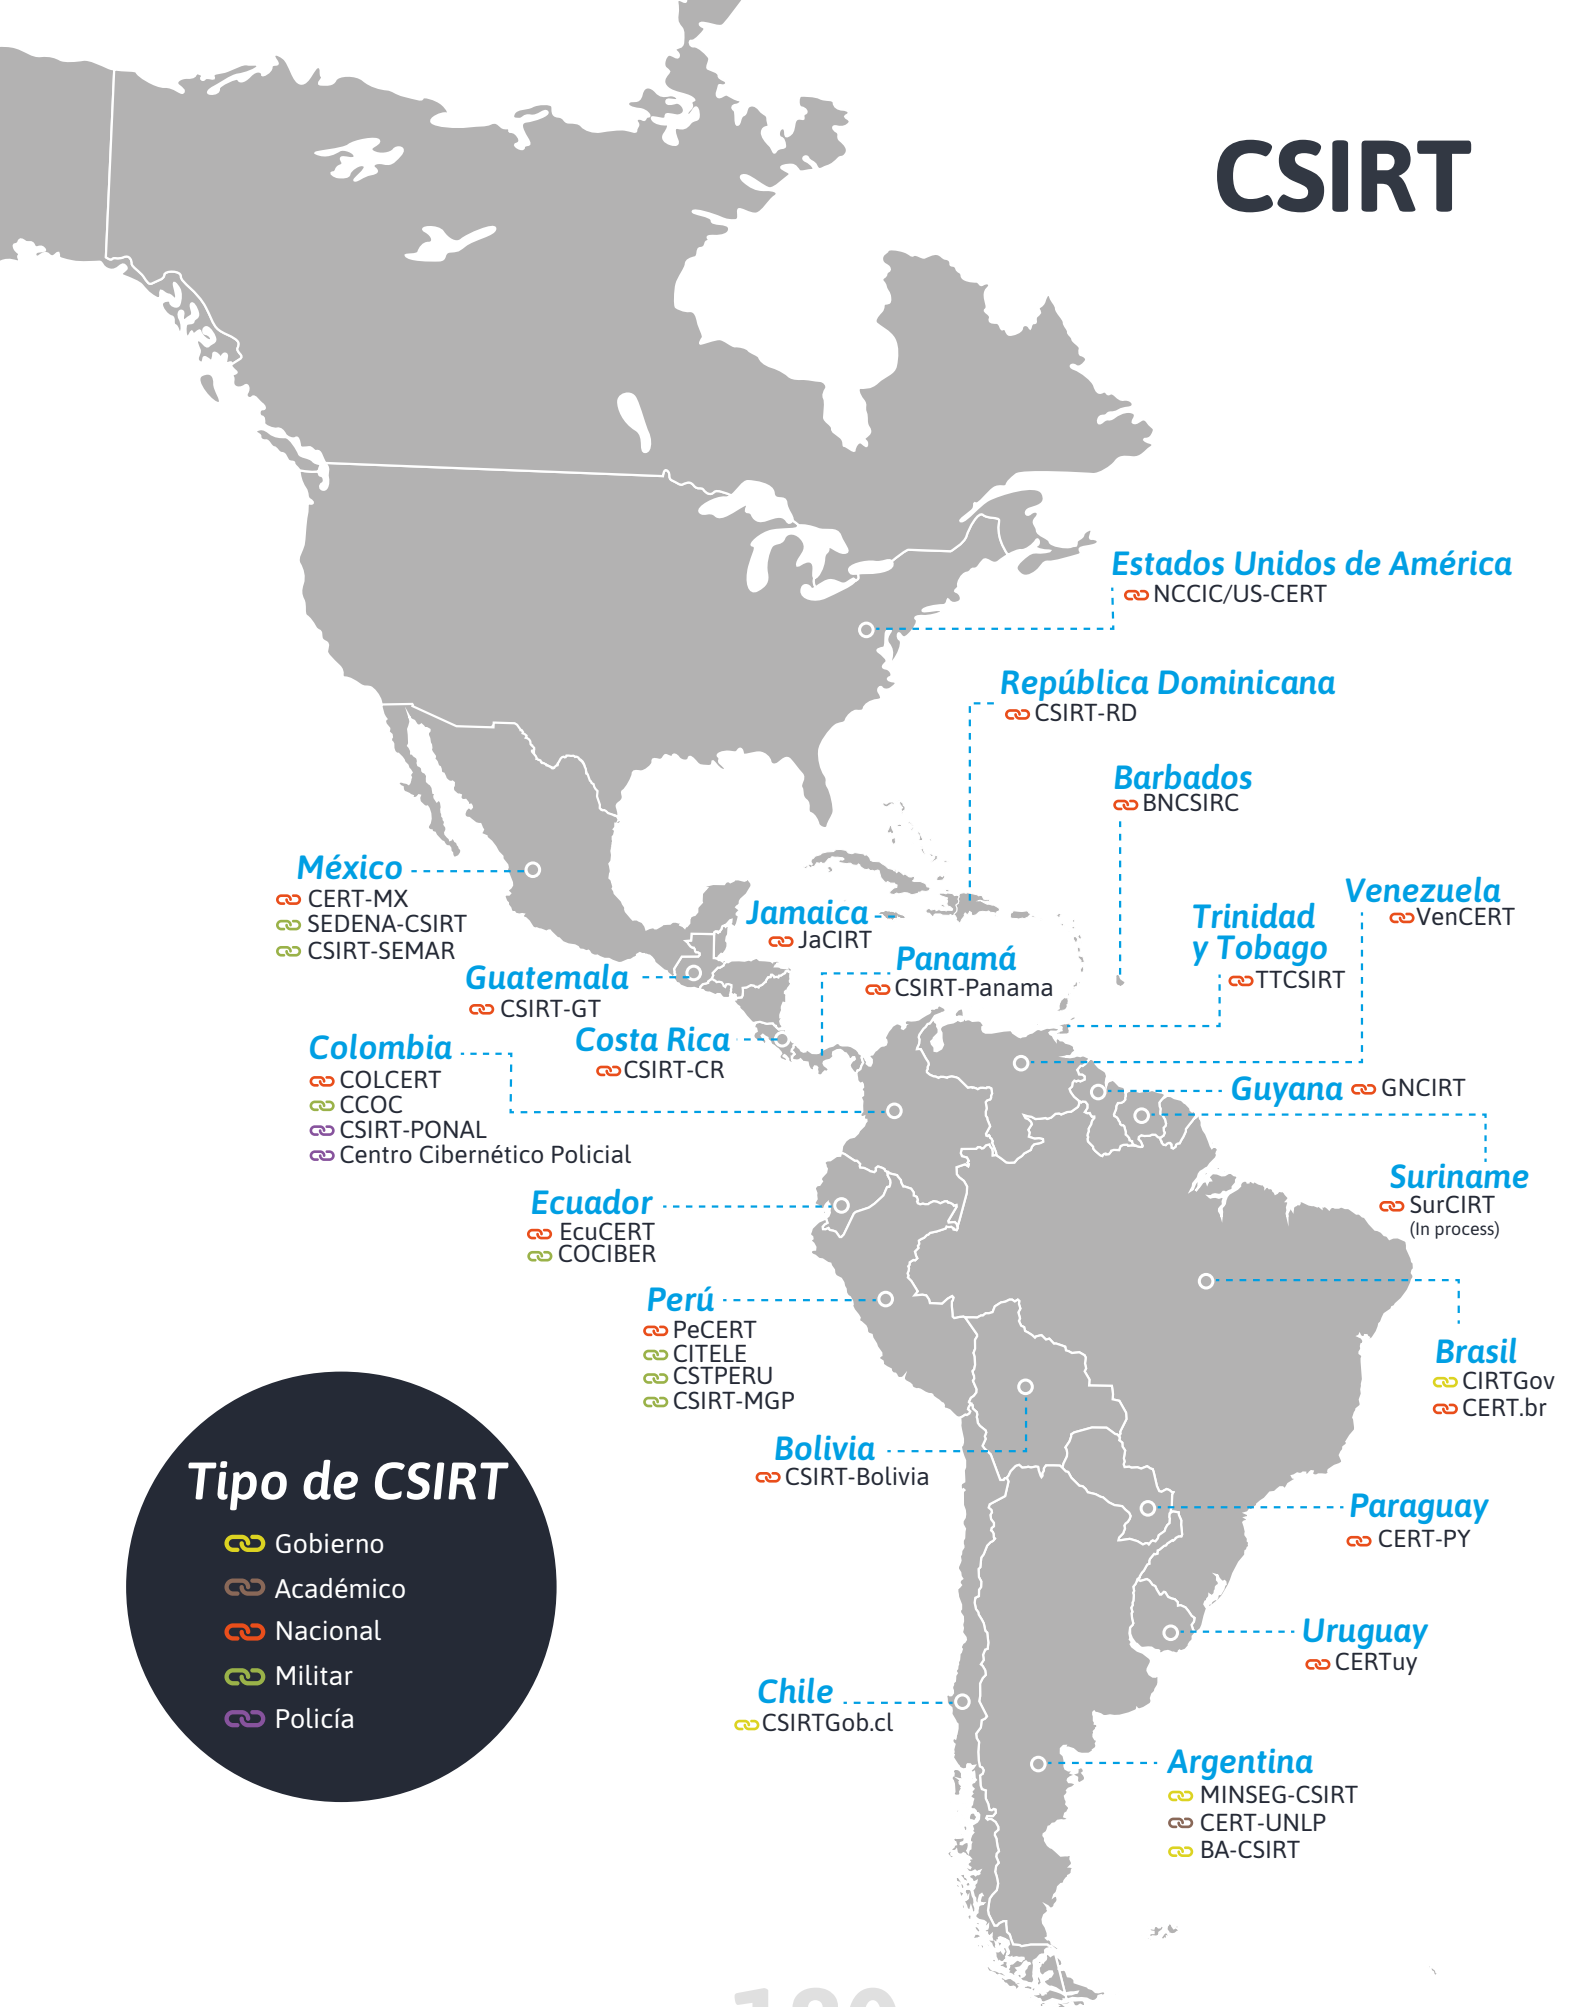 CSIRT
Estados Unidos de América
NCCIC/US-CERT
República Dominicana
CSIRT-RD
Barbados
BNCSIRC
México
CERT-MX
SEDENA-CSIRT
CSIRT-SEMAR
Jamaica
JaCIRT
Venezuela
VenCERT
Trinidad
y Tobago
TTCSIRT
Panamá
CSIRT-Panama
Guatemala
CSIRT-GT
Costa Rica
CSIRT-CR
Colombia
COLCERT
CCOC
CSIRT-PONAL
Centro Cibernético Policial
Guyana GNCIRT
Suriname
SurCIRT
(In process)
Ecuador
EcuCERT
COCIBER
Perú
PeCERT
CITELE
CSTPERU
CSIRT-MGP
Brasil
CIRTGov
CERT.br
Bolivia
CSIRT-Bolivia
Paraguay
CERT-PY
Uruguay
CERTuy
Chile
CSIRTGob.cl
Argentina
MINSEG-CSIRT
CERT-UNLP
BA-CSIRT
Tipo de CSIRT
Gobierno
Académico
Nacional
Militar
Policía